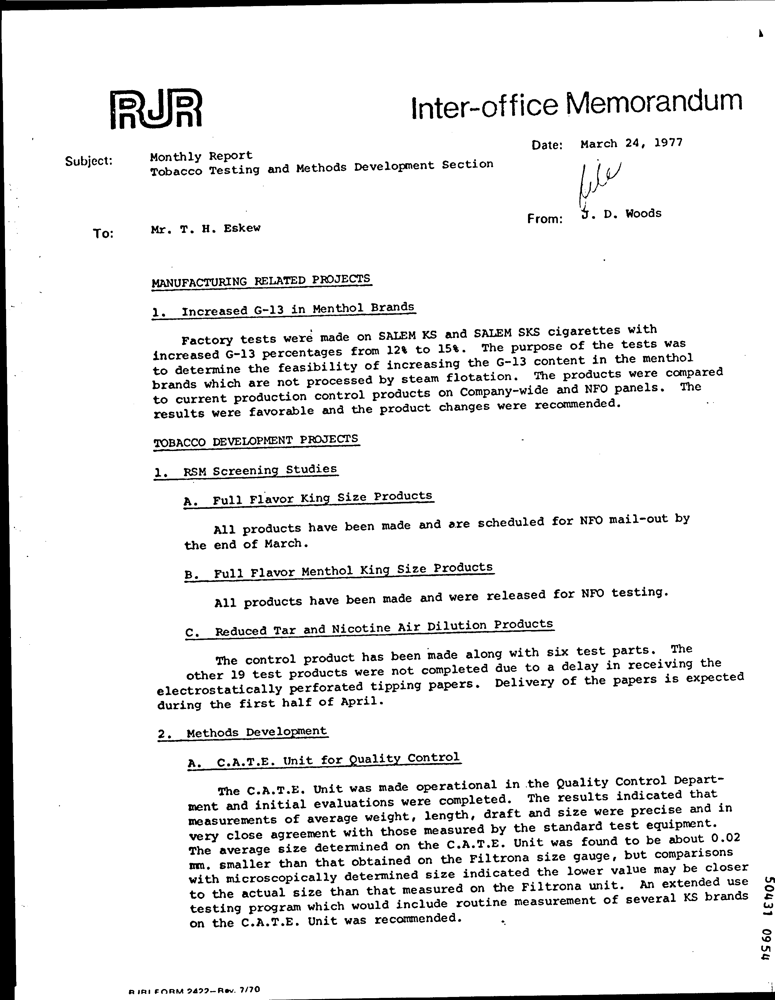 RJR
Inter-office Memorandum
Date: March 24, 1977
Subject: Monthly Report
Tobacco Testing and Methods Development Section
file
From: J. D. Woods
To: Mr. T. H. Eskew
MANUFACTURING RELATED PROJECTS
1. Increased G-13 in Menthol Brands
Factory tests were made on SALEM KS and SALEM SKS cigarettes with
increased G-13 percentages from 12% to 15%. The purpose of the tests was
to determine the feasibility of increasing the G-13 content in the menthol
brands which are not processed by steam flotation. The products were compared
to current production control products on Company-wide and NFO panels. The
results were favorable and the product changes were recommended.
TOBACCO DEVELOPMENT PROJECTS
1. RSM Screening Studies
A. Full Flavor King Size Products
All products have been made and are scheduled for NFO mail-out by
the end of March.
B. Full Flavor Menthol King Size Products
All products have been made and were released for NFO testing.
C. Reduced Tar and Nicotine Air Dilution Products
The control product has been made along with six test parts. The
other 19 test products were not completed due to a delay in receiving the
electrostatically perforated tipping papers. Delivery of the papers is expected
during the first half of April.
2. Methods Development
A. C.A.T.E. Unit for Quality Control
The C.A.T.E. Unit was made operational in the Quality Control Depart-
ment and initial evaluations were completed. The results indicated that
measurements of average weight, length, draft and size were precise and in
very close agreement with those measured by the standard test equipment.
The average size determined on the C.A.T.E. Unit was found to be about 0.02
mm. smaller than that obtained on the Filtrona size gauge, but comparisons
with microscopically determined size indicated the lower value may be closer
to the actual size than that measured on the Filtrona unit. An extended use
testing program which would include routine measurement of several KS brands
on the C.A.T.E. Unit was recommended.
50431 0954
RJRI FORM 2422—Rev. 7/70